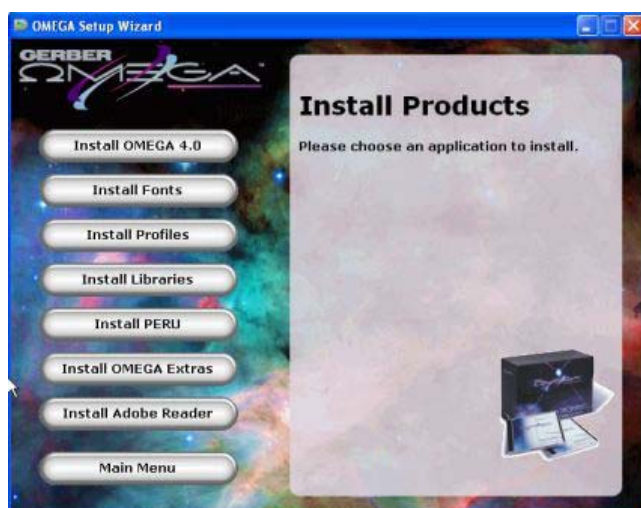 OMEGA Setup Wizard
GERBER
OMEGA
Install OMEGA 4.0
Install Fonts
Install Profiles
Install Libraries
Install PERU
Install OMEGA Extras
Install Adobe Reader
Main Menu
Install Products
Please choose an application to install.